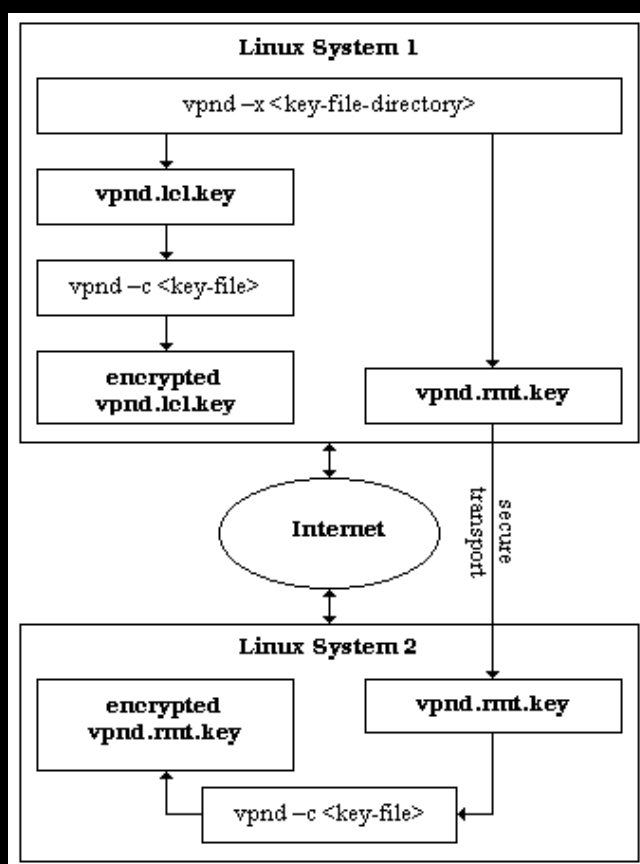 Linux System 1
vpnd –x <key-file-directory>
vpnd.lcl.key
vpnd –c <key-file>
encrypted
vpnd.lcl.key
vpnd.rmt.key
Internet
secure
transport
Linux System 2
encrypted
vpnd.rmt.key
vpnd.rmt.key
vpnd –c <key-file>